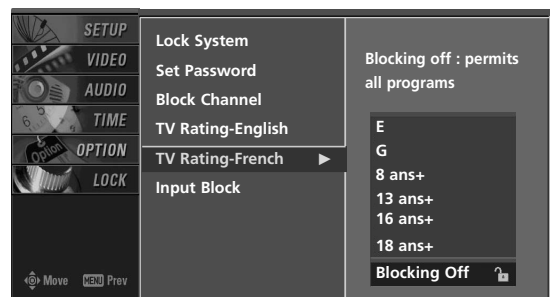 SETUP
VIDEO
AUDIO
TIME
Option
OPTION
LOCK
Move MENU Prev
Lock System
Set Password
Block Channel
TV Rating-English
TV Rating-French
Input Block
Blocking off : permits
all programs
E
G
8 ans+
13 ans+
16 ans+
18 ans+
Blocking Off